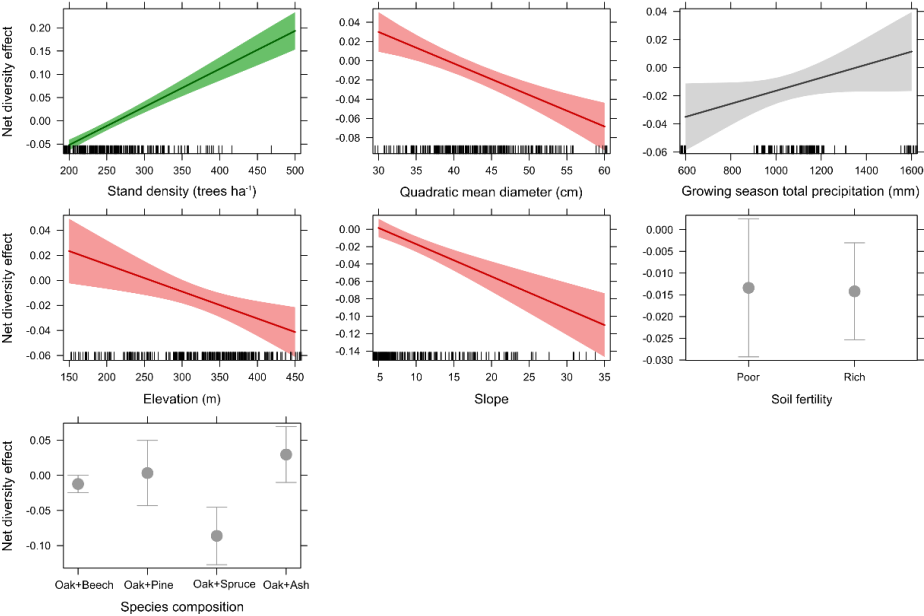 Net diversity effect
0.20
0.15
0.10
0.05
0.00
-0.05
200 250 300 350 400 450 500
Stand density (trees ha-1)
0.04
0.02
-0.00
-0.02
-0.04
-0.06
-0.08
30 35 40 45 50 55 60
Quadratic mean diameter (cm)
0.04
0.02
0.00
-0.02
-0.04
-0.06
600 800 1000 1200 1400 1600
Growing season total precipitation (mm)
Net diversity effect
0.04
0.02
0.00
-0.02
-0.04
-0.06
150 200 250 300 350 400 450
Elevation (m)
-0.00
-0.02
-0.04
-0.06
-0.08
-0.10
-0.12
-0.14
5 10 15 20 25 30 35
Slope
0.000
-0.005
-0.010
-0.015
-0.020
-0.025
-0.030
Poor Rich
Soil fertility
Net diversity effect
0.05
0.00
-0.05
-0.10
Oak+Beech Oak+Pine Oak+Spruce Oak+Ash
Species composition